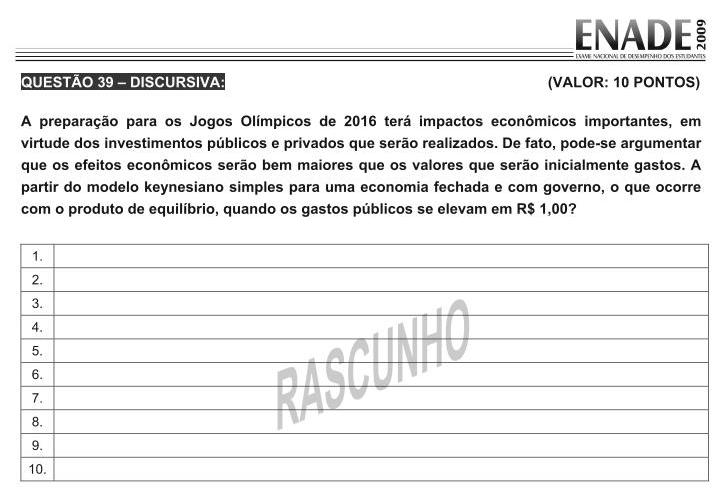 ENADE 2009
EXAME NACIONAL DE DESEMPENHO DOS ESTUDANTES
QUESTÃO 39 – DISCURSIVA: (VALOR: 10 PONTOS)
A preparação para os Jogos Olímpicos de 2016 terá impactos econômicos importantes, em
virtude dos investimentos públicos e privados que serão realizados. De fato, pode-se argumentar
que os efeitos econômicos serão bem maiores que os valores que serão inicialmente gastos. A
partir do modelo keynesiano simples para uma economia fechada e com governo, o que ocorre
com o produto de equilíbrio, quando os gastos públicos se elevam em R$ 1,00?
1.
2.
3.
4.
5.
6.
7.
8.
9.
10.
RASCUNHO